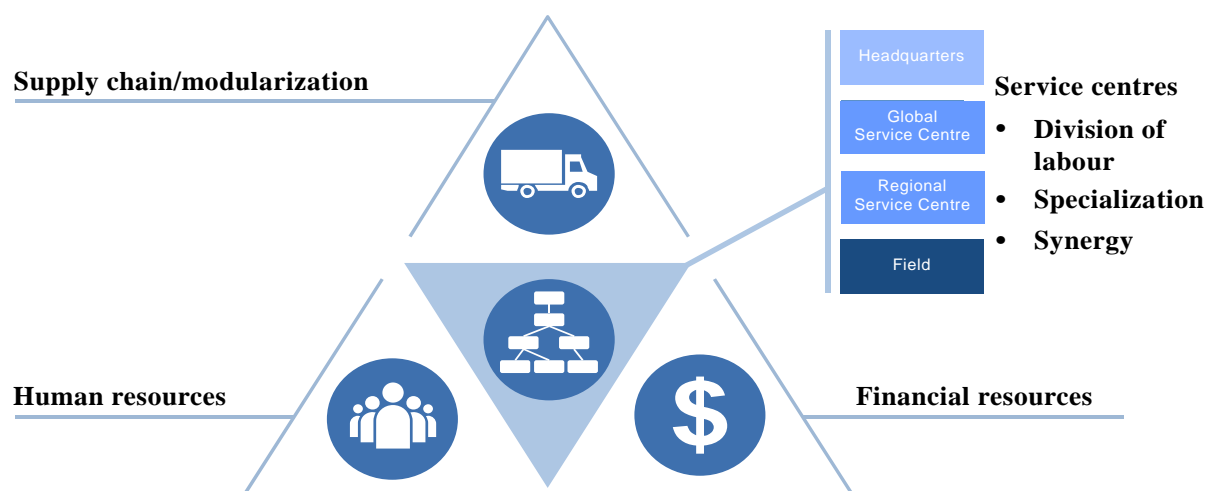 Supply chain/modularization
Headquarters
Global
Service Centre
Regional
Service Centre
Field
Service centres
• Division of
labour
• Specialization
• Synergy
Human resources
$
Financial resources